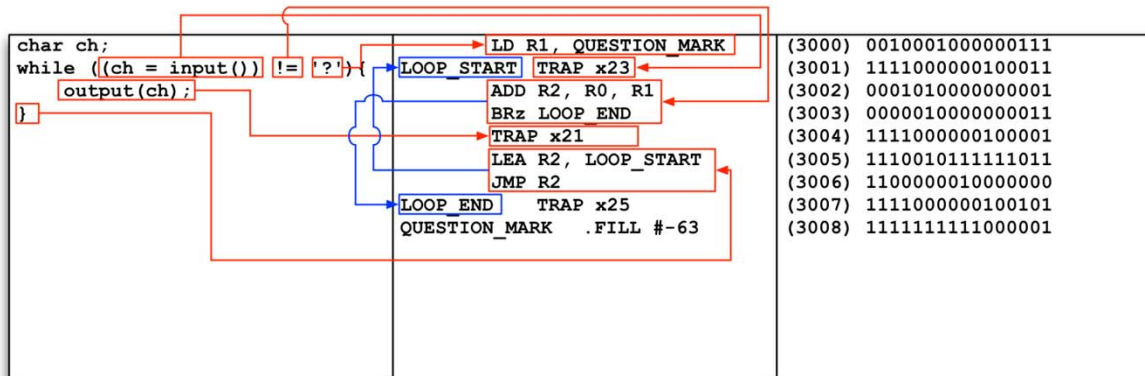 char ch;
while ((ch = input()) != '?'){
output(ch);
}
LD R1, QUESTION_MARK
LOOP_START TRAP x23
ADD R2, R0, R1
BRz LOOP_END
TRAP x21
LEA R2, LOOP_START
JMP R2
LOOP_END TRAP x25
QUESTION_MARK .FILL #-63
(3000) 0010001000000111
(3001) 1111000000100011
(3002) 0001010000000001
(3003) 0000010000000011
(3004) 1111000000100001
(3005) 1110010111111011
(3006) 1100000010000000
(3007) 1111000000100101
(3008) 1111111111000001